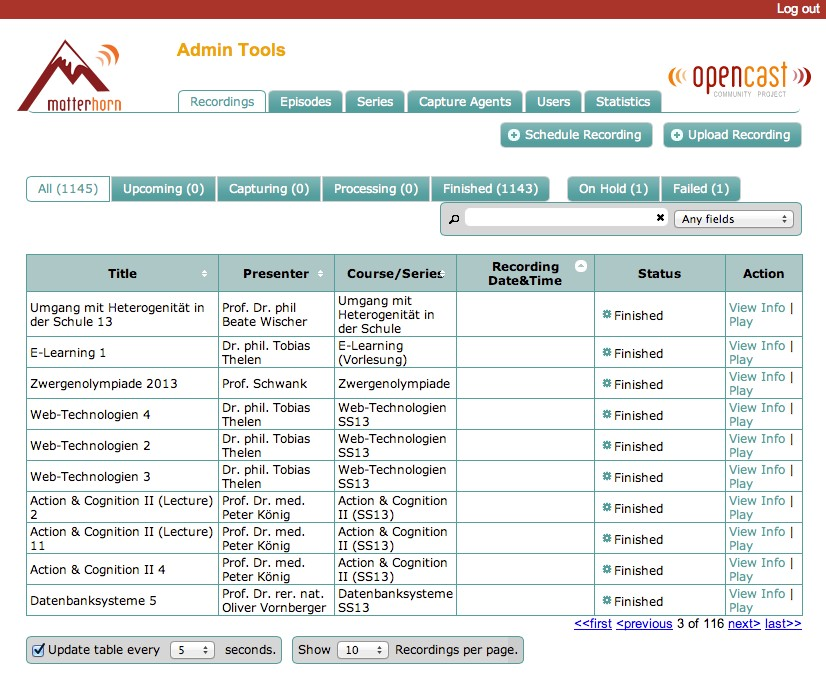 Log out
Admin Tools
matterhorn
opencast
COMMUNITY PROJECT
Recordings Episodes Series Capture Agents Users Statistics
Schedule Recording Upload Recording
All (1145) Upcoming (0) Capturing (0) Processing (0) Finished (1143) On Hold (1) Failed (1)
Any fields
Title Presenter Course/Series Recording Date&Time Status Action
Umgang mit Heterogenität in der Schule 13 Prof. Dr. phil Beate Wischer Umgang mit Heterogenität in der Schule Finished View Info | Play
E-Learning 1 Dr. phil. Tobias Thelen E-Learning (Vorlesung) Finished View Info | Play
Zwergenolympiade 2013 Prof. Schwank Zwergenolympiade Finished View Info | Play
Web-Technologien 4 Dr. phil. Tobias Thelen Web-Technologien SS13 Finished View Info | Play
Web-Technologien 2 Dr. phil. Tobias Thelen Web-Technologien SS13 Finished View Info | Play
Web-Technologien 3 Dr. phil. Tobias Thelen Web-Technologien SS13 Finished View Info | Play
Action & Cognition II (Lecture) 2 Prof. Dr. med. Peter König Action & Cognition II (SS13) Finished View Info | Play
Action & Cognition II (Lecture) 11 Prof. Dr. med. Peter König Action & Cognition II (SS13) Finished View Info | Play
Action & Cognition II 4 Prof. Dr. med. Peter König Action & Cognition II (SS13) Finished View Info | Play
Datenbanksysteme 5 Prof. Dr. rer. nat. Oliver Vornberger Datenbanksysteme SS13 Finished View Info | Play
<<first <previous 3 of 116 next> last>>
Update table every 5 seconds. Show 10 Recordings per page.